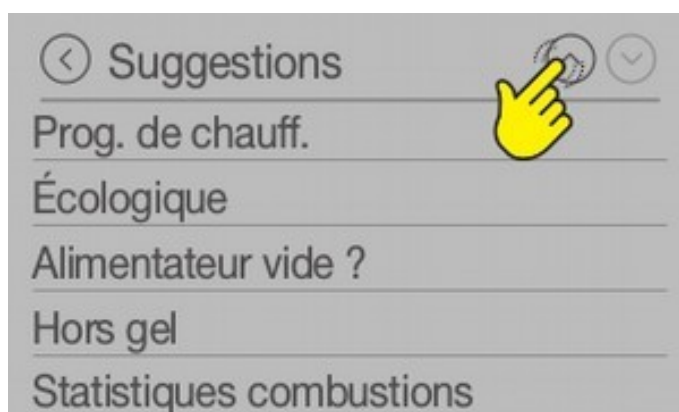 Suggestions
Prog. de chauff.
Écologique
Alimentateur vide ?
Hors gel
Statistiques combustions